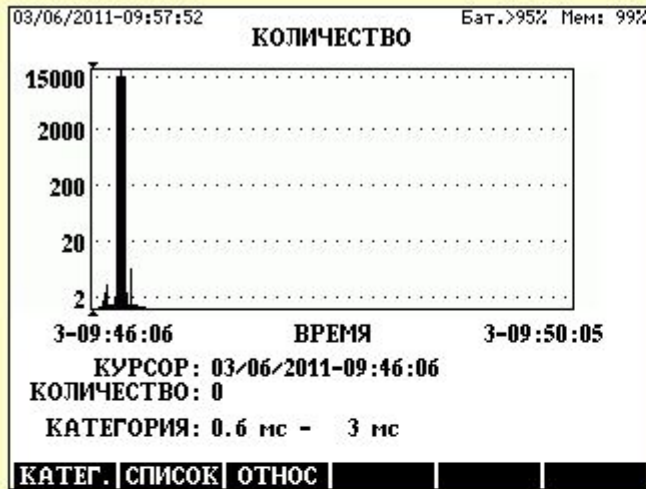 03/06/2011-09:57:52 Бат.>95% Мем: 99%
КОЛИЧЕСТВО
15000
2000
200
20
2
3-09:46:06 ВРЕМЯ 3-09:50:05
КУРСОР: 03/06/2011-09:46:06
КОЛИЧЕСТВО: 0
КАТЕГОРИЯ: 0.6 мс - 3 мс
КАТЕГ. СПИСОК ОТНОС